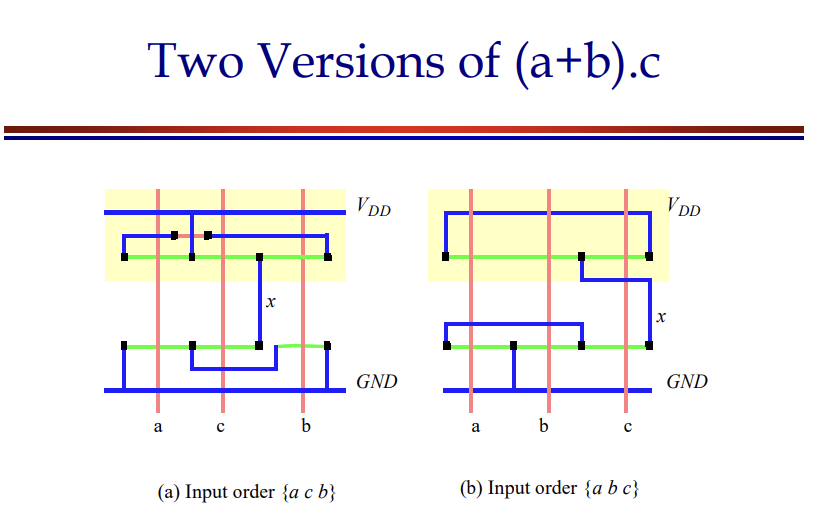 Two Versions of (a+b).c
VDD
x
GND
a c b
(a) Input order {a c b}
VDD
x
GND
a b c
(b) Input order {a b c}